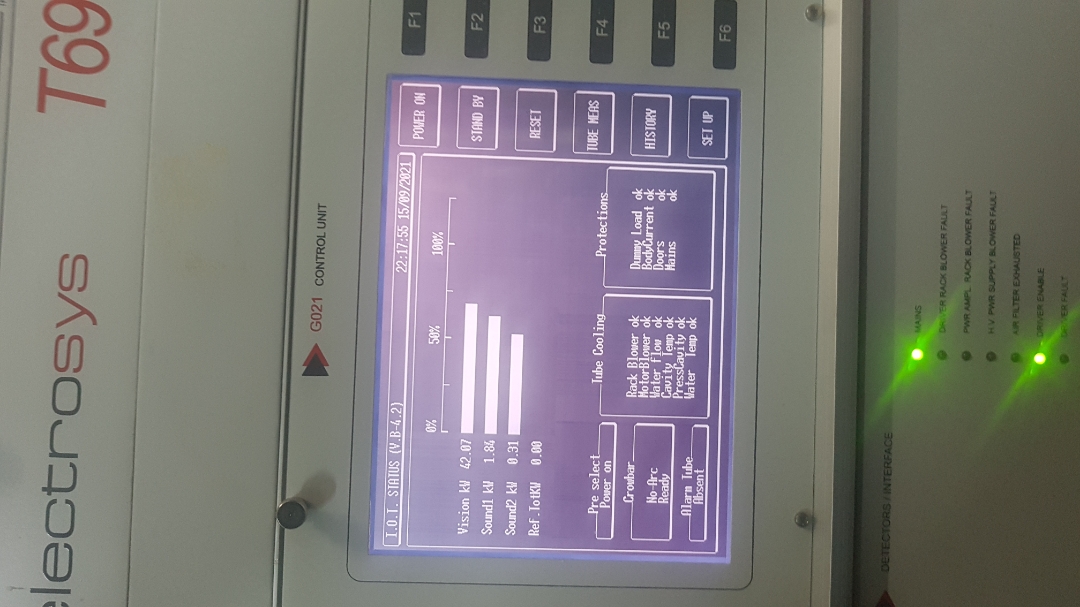 electrosys T69
G021 CONTROL UNIT
I.O.T. STATUS (V.B-4.2) 22:17:55 15/09/2021
0% 50% 100%
Vision kW 42.07
Sound1 kW 1.84
Sound2 kW 0.31
Ref.TotKW 0.00
Pre select
Power on
Crowbar
No-Arc
Ready
Alarm Tube
Absent
Tube Cooling
Rack Blower ok
MotorBlower ok
Water flow ok
Cavity Temp ok
PressCavity ok
Water Temp ok
Protections
Dummy Load ok
BodyCurrent ok
Doors ok
Mains ok
POWER ON
STAND BY
RESET
TUBE MEAS
HISTORY
SET UP
F1
F2
F3
F4
F5
F6
DETECTORS / INTERFACE
MAINS
DRIVER RACK BLOWER FAULT
PWR AMPL. RACK BLOWER FAULT
H.V. PWR SUPPLY BLOWER FAULT
AIR FILTER EXHAUSTED
DRIVER ENABLE
DRIVER FAULT